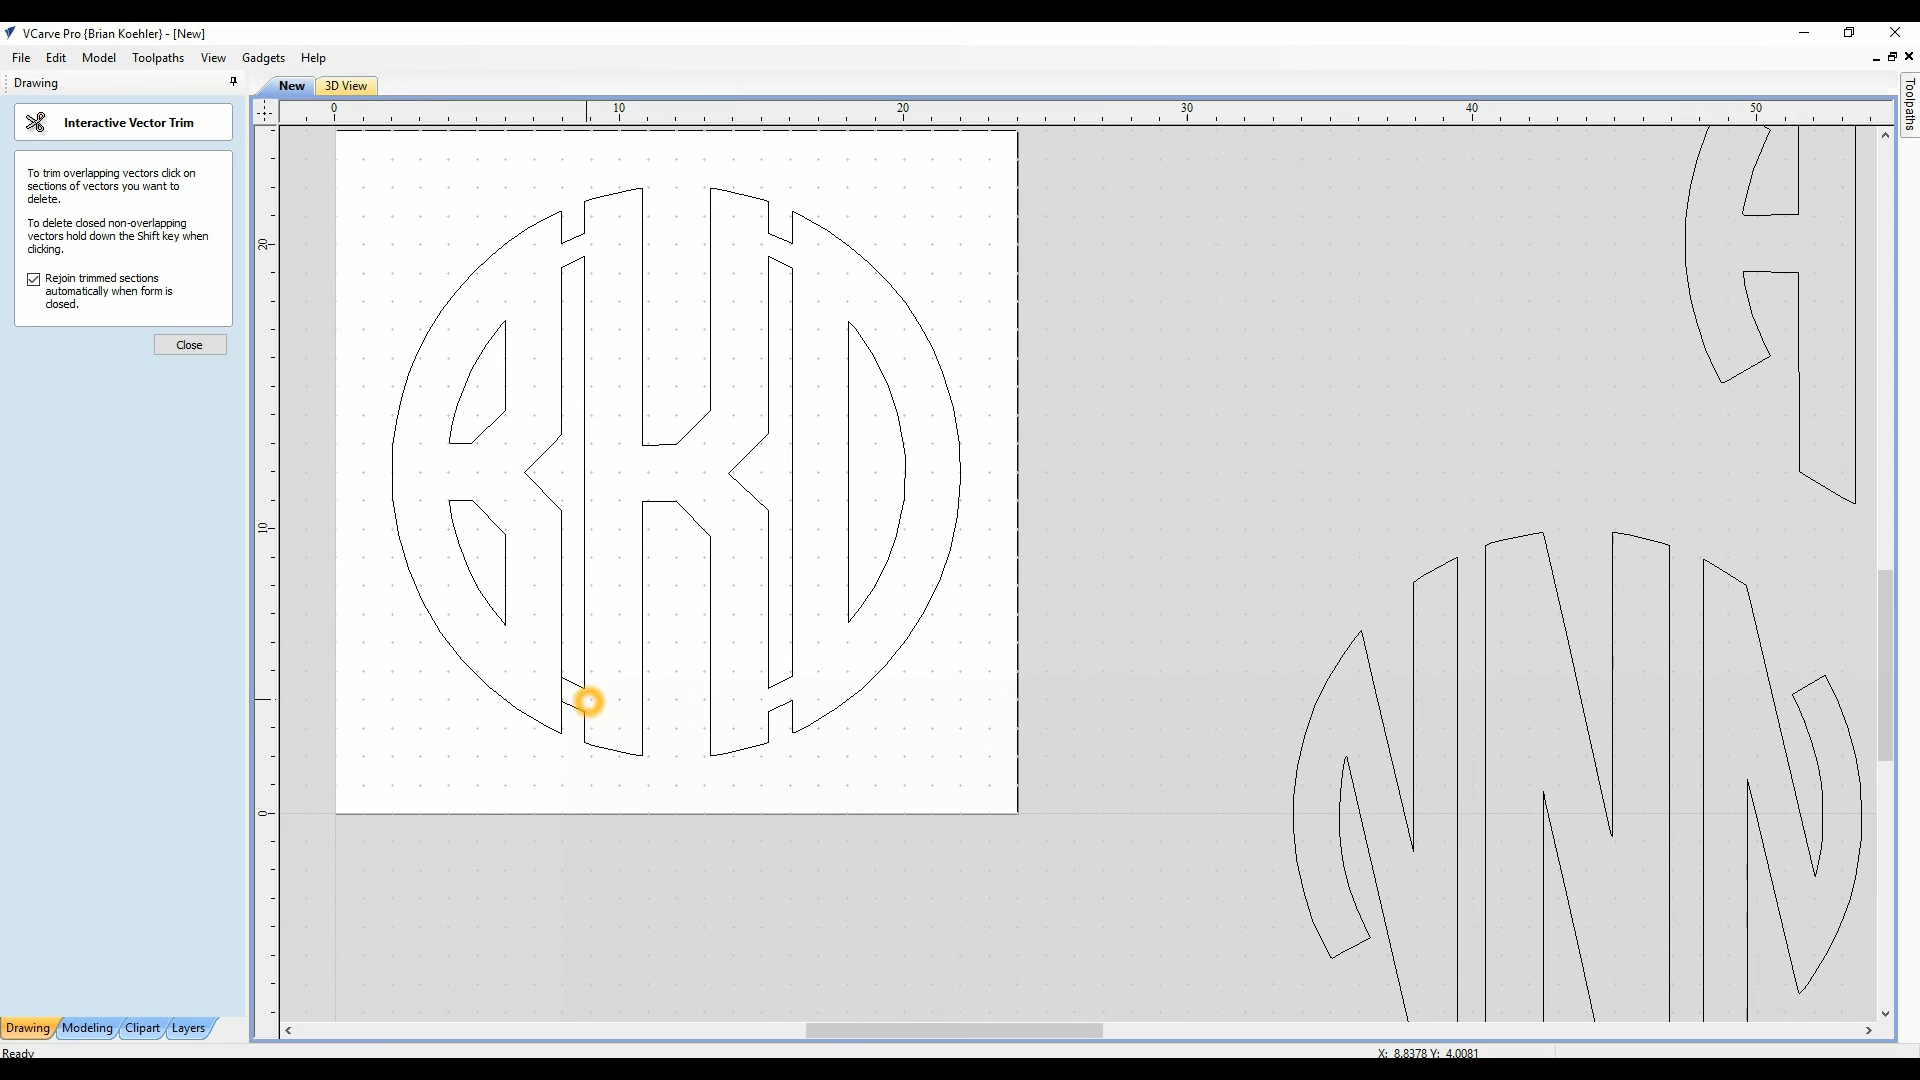 VCarve Pro {Brian Koehler} - [New]
File Edit Model Toolpaths View Gadgets Help
Drawing
New 3D View
Toolpaths
Interactive Vector Trim
0 10 20 30 40 50
To trim overlapping vectors click on
sections of vectors you want to
delete.
To delete closed non-overlapping
vectors hold down the Shift key when
clicking.
Rejoin trimmed sections
automatically when form is
closed.
Close
20
10
0
Drawing Modeling Clipart Layers
Ready
X: 8.8378 Y: 4.0081